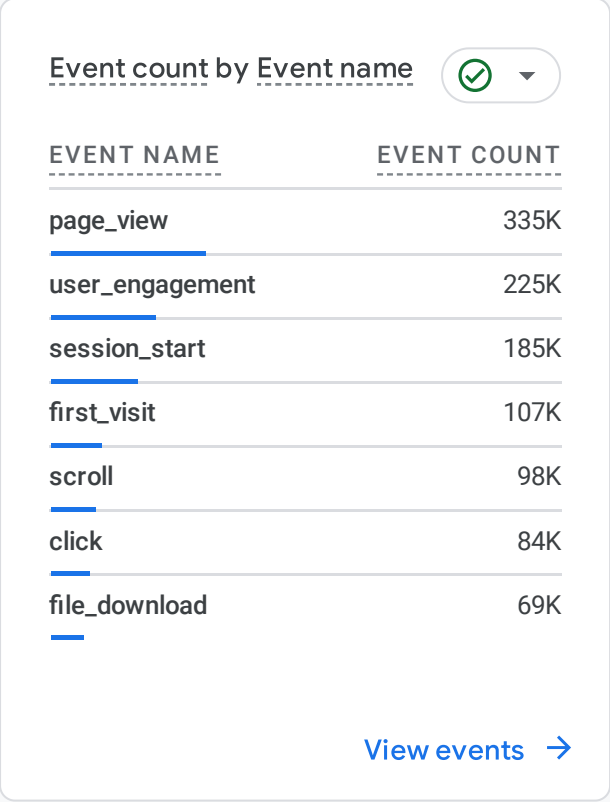 Event count by Event name
EVENT NAME EVENT COUNT
page_view 335K
user_engagement 225K
session_start 185K
first_visit 107K
scroll 98K
click 84K
file_download 69K
View events